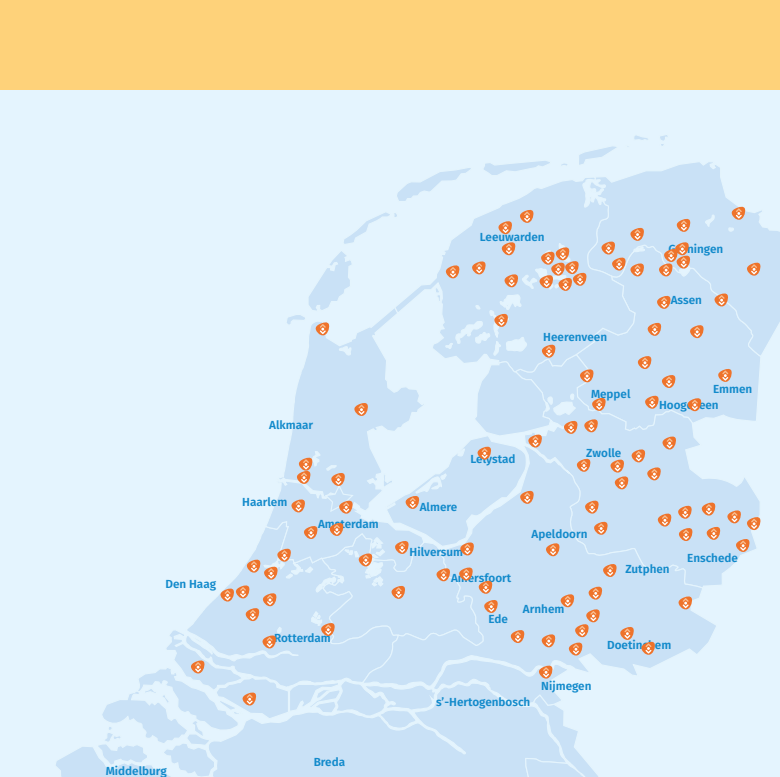 Leeuwarden
Groningen
Assen
Heerenveen
Emmen
Meppel
Hoogeveen
Alkmaar
Zwolle
Lelystad
Haarlem
Almere
Amsterdam
Apeldoorn
Hilversum
Enschede
Zutphen
Amersfoort
Den Haag
Arnhem
Ede
Rotterdam
Doetinchem
Nijmegen
s'-Hertogenbosch
Breda
Middelburg